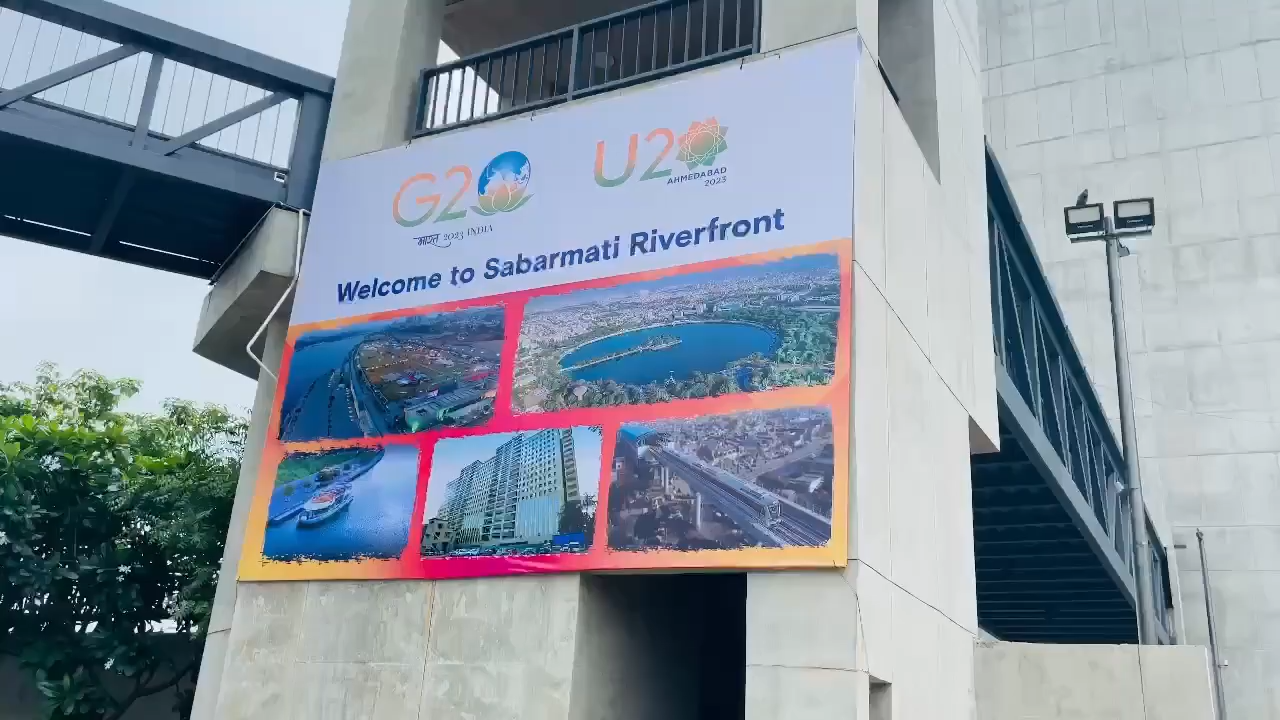 G20
भारत 2023 INDIA
U20
AHMEDABAD
2023
Welcome to Sabarmati Riverfront